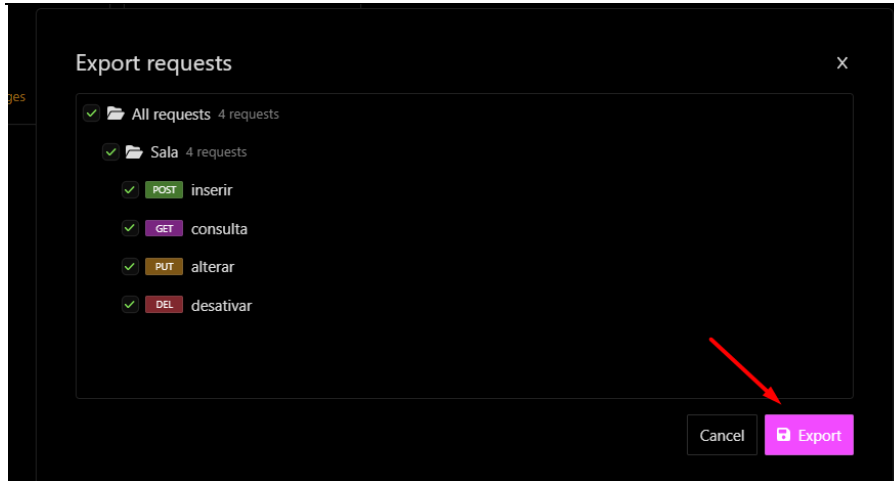 Export requests
ges
All requests 4 requests
Sala 4 requests
POST inserir
GET consulta
PUT alterar
DEL desativar
Cancel Export